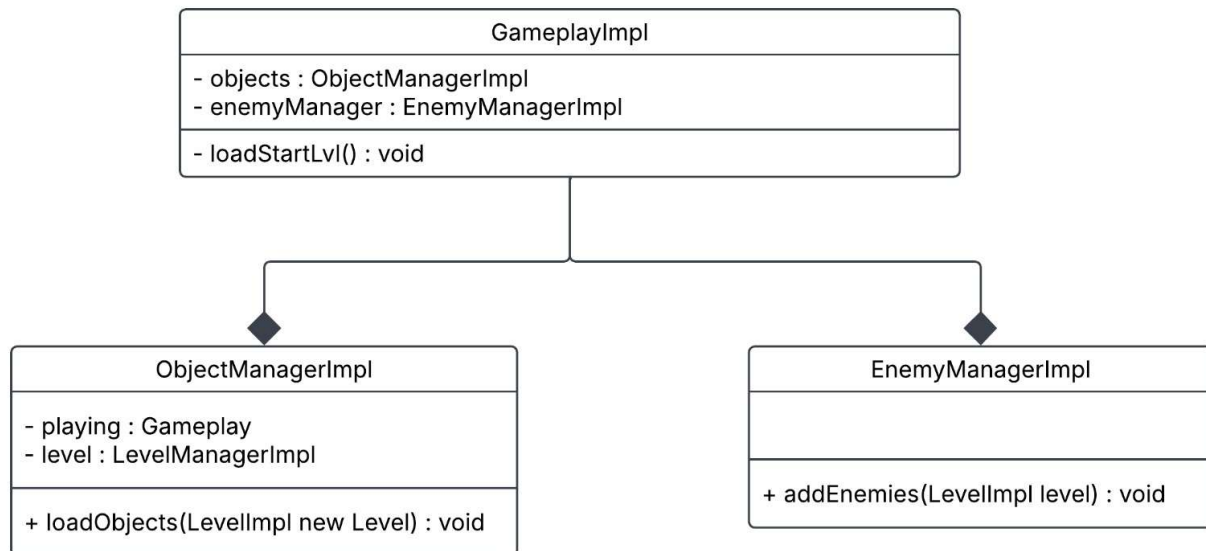 GameplayImpl
- objects : ObjectManagerImpl
- enemyManager : EnemyManagerImpl
- loadStartLvl() : void
ObjectManagerImpl
- playing : Gameplay
- level : LevelManagerImpl
+ loadObjects(LevelImpl new Level) : void
EnemyManagerImpl
+ addEnemies(LevelImpl level) : void